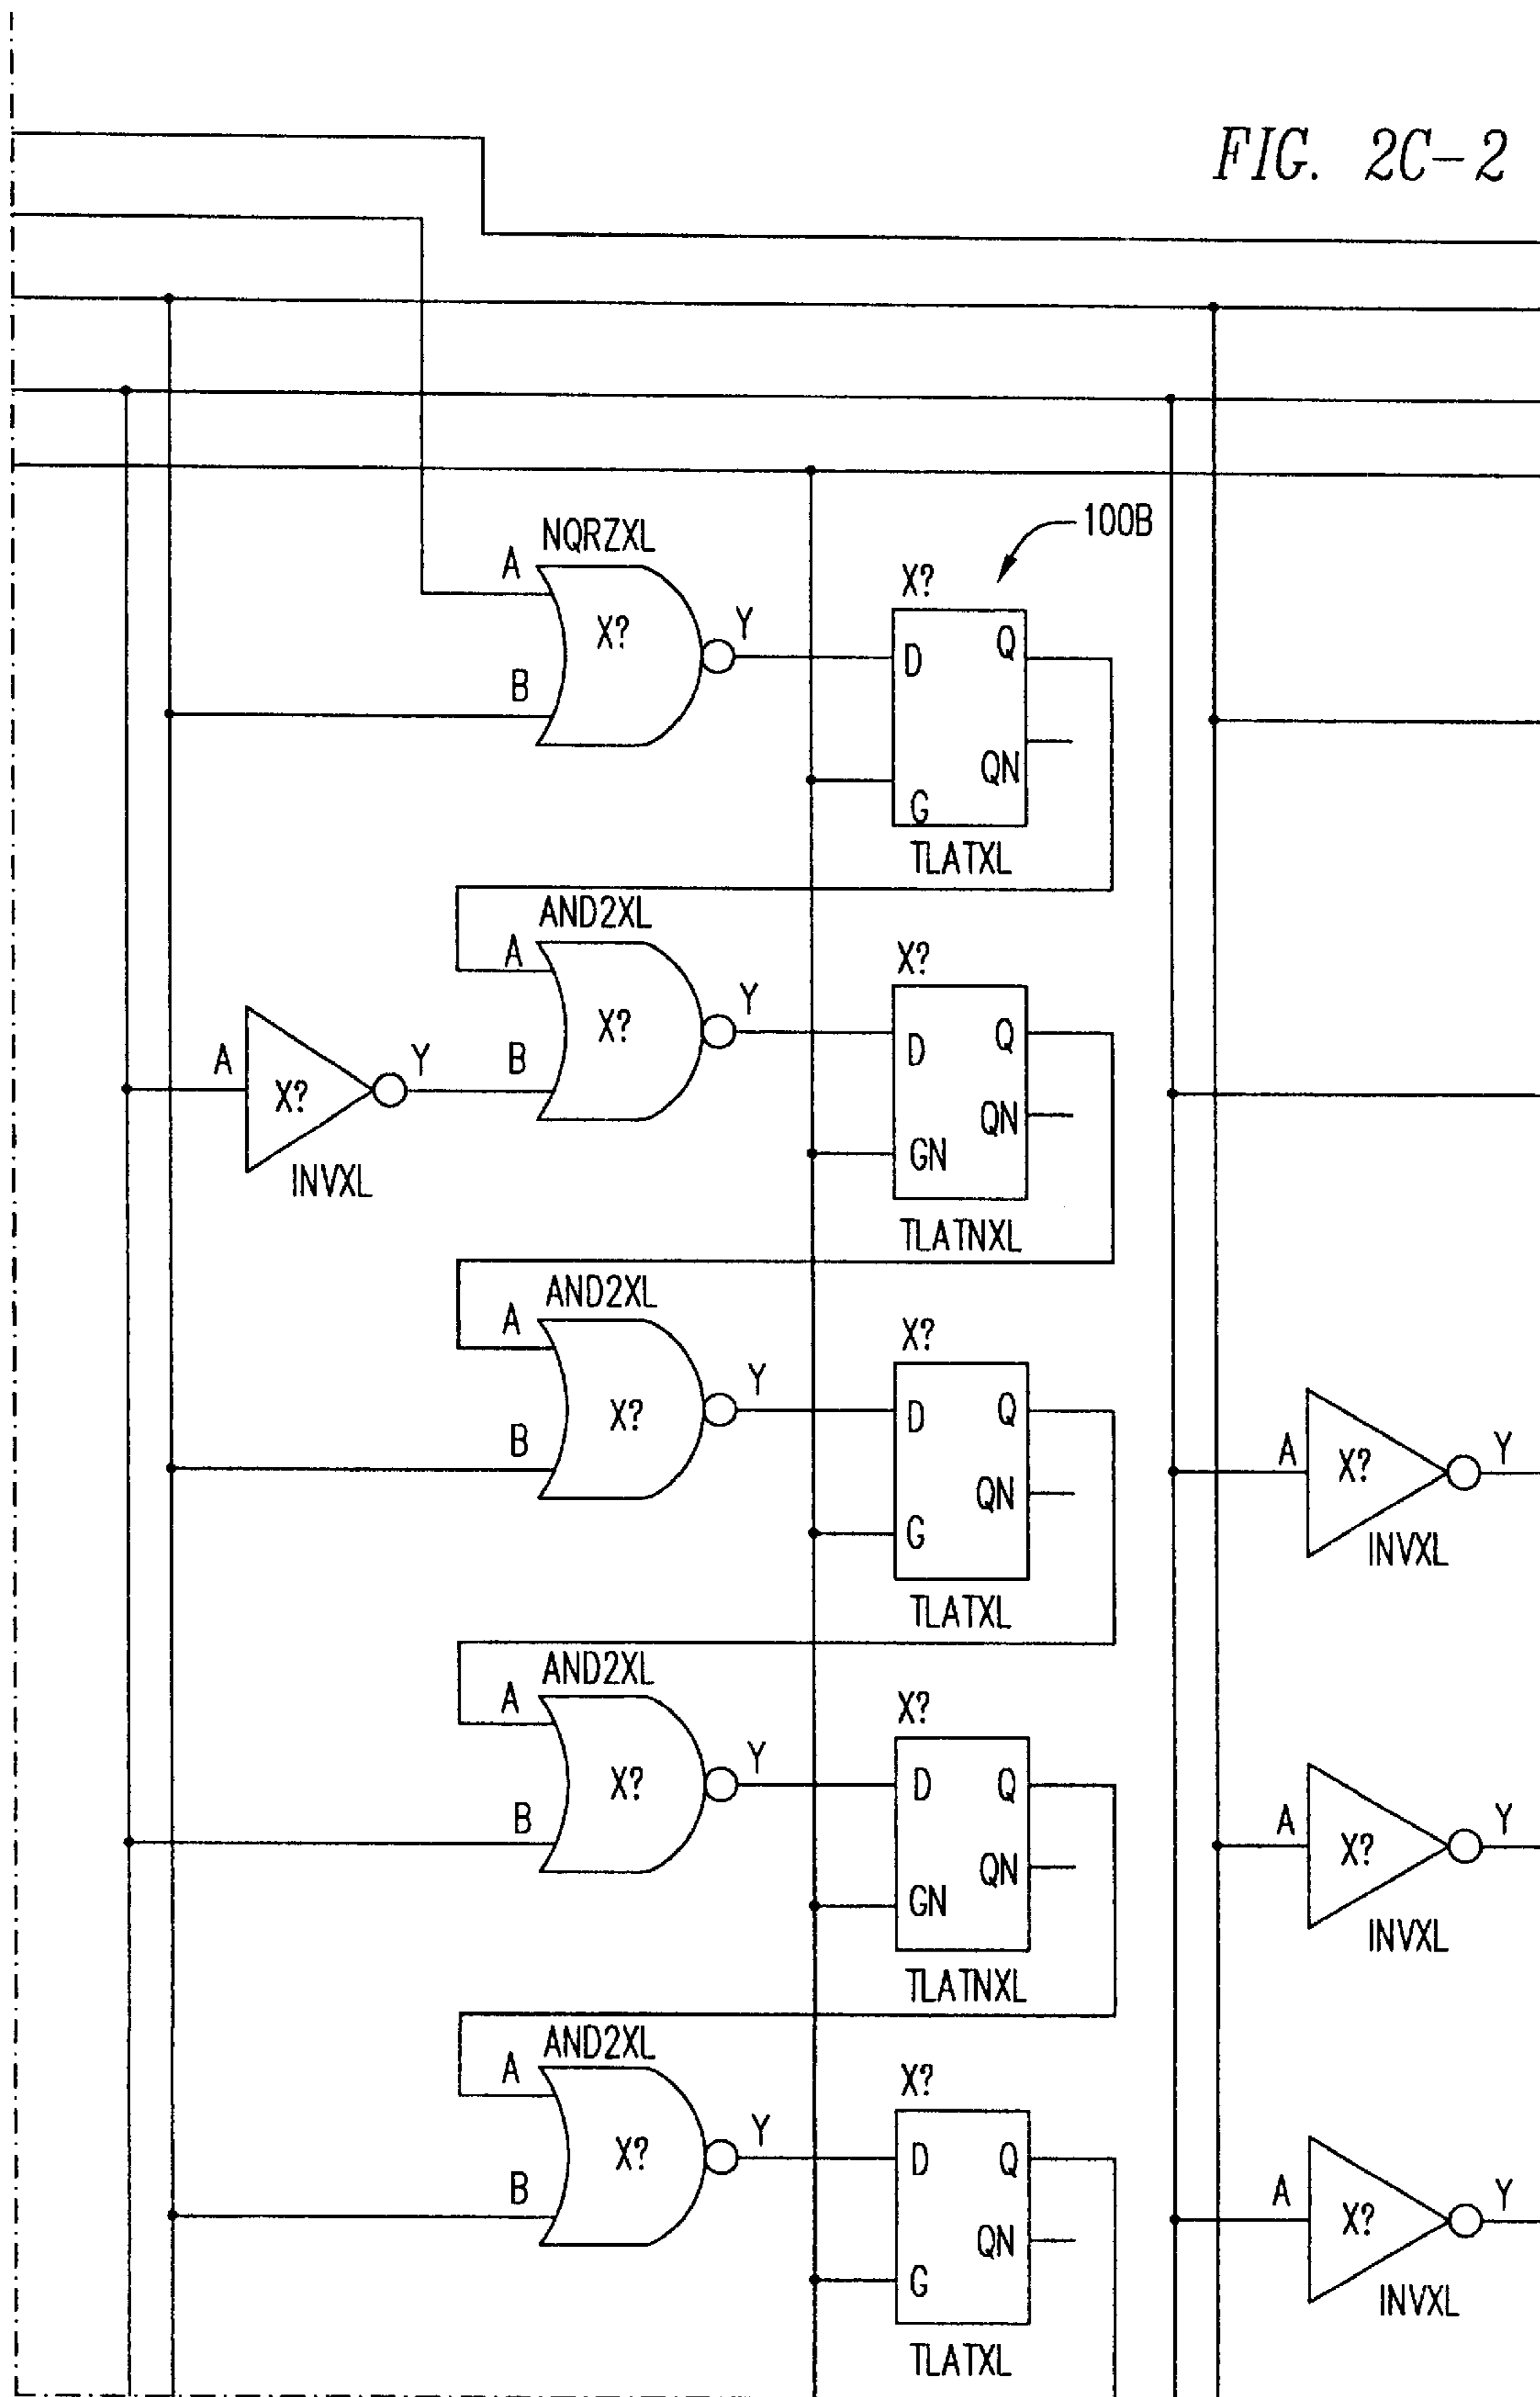 FIG. 2C-2
100B
NQRZXL
A
X?
Y
B
X?
D
Q
QN
G
TLATXL
AND2XL
A
X?
Y
B
X?
D
Q
QN
GN
TLATNXL
A
X?
Y
INVXL
AND2XL
A
X?
Y
B
X?
D
Q
QN
G
TLATXL
A
X?
Y
INVXL
AND2XL
A
X?
Y
B
X?
D
Q
QN
GN
TLATNXL
A
X?
Y
INVXL
AND2XL
A
X?
Y
B
X?
D
Q
QN
G
TLATXL
A
X?
Y
INVXL